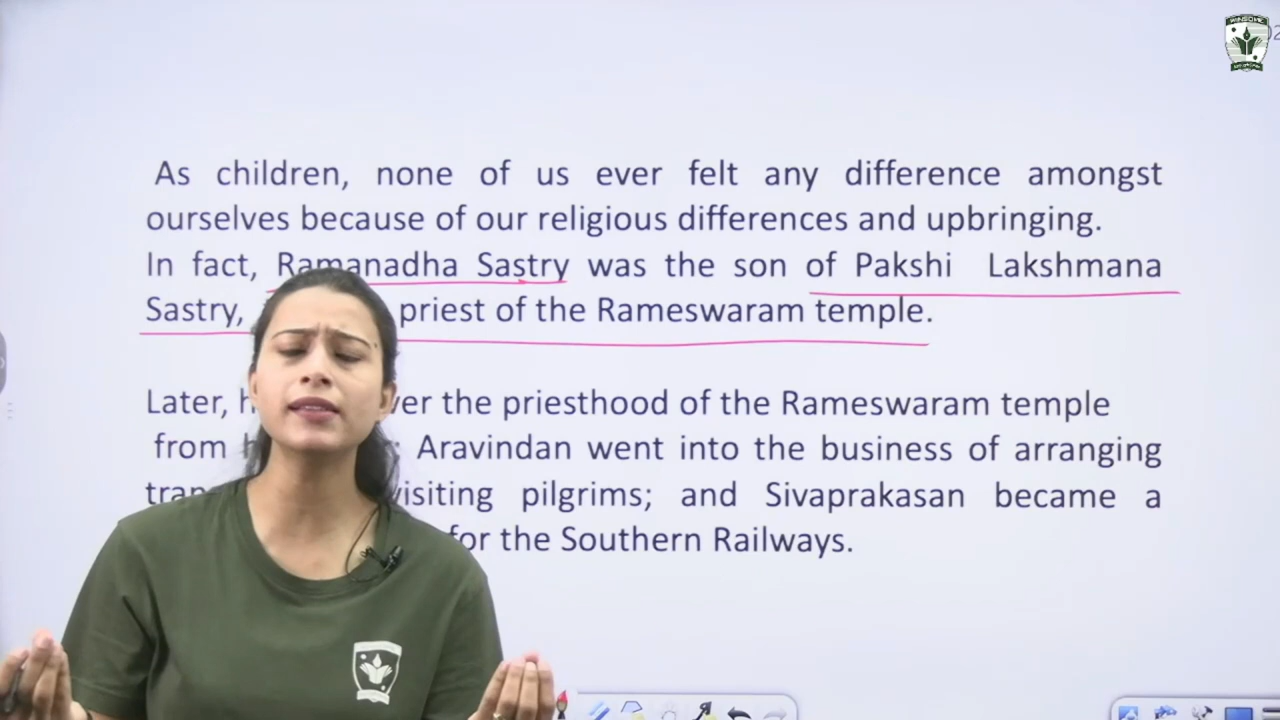 WINSOME
02
As children, none of us ever felt any difference amongst
ourselves because of our religious differences and upbringing.
In fact, Ramanadha Sastry was the son of Pakshi Lakshmana
Sastry, priest of the Rameswaram temple.
Later, ver the priesthood of the Rameswaram temple
from Aravindan went into the business of arranging
visiting pilgrims; and Sivaprakasan became a
for the Southern Railways.